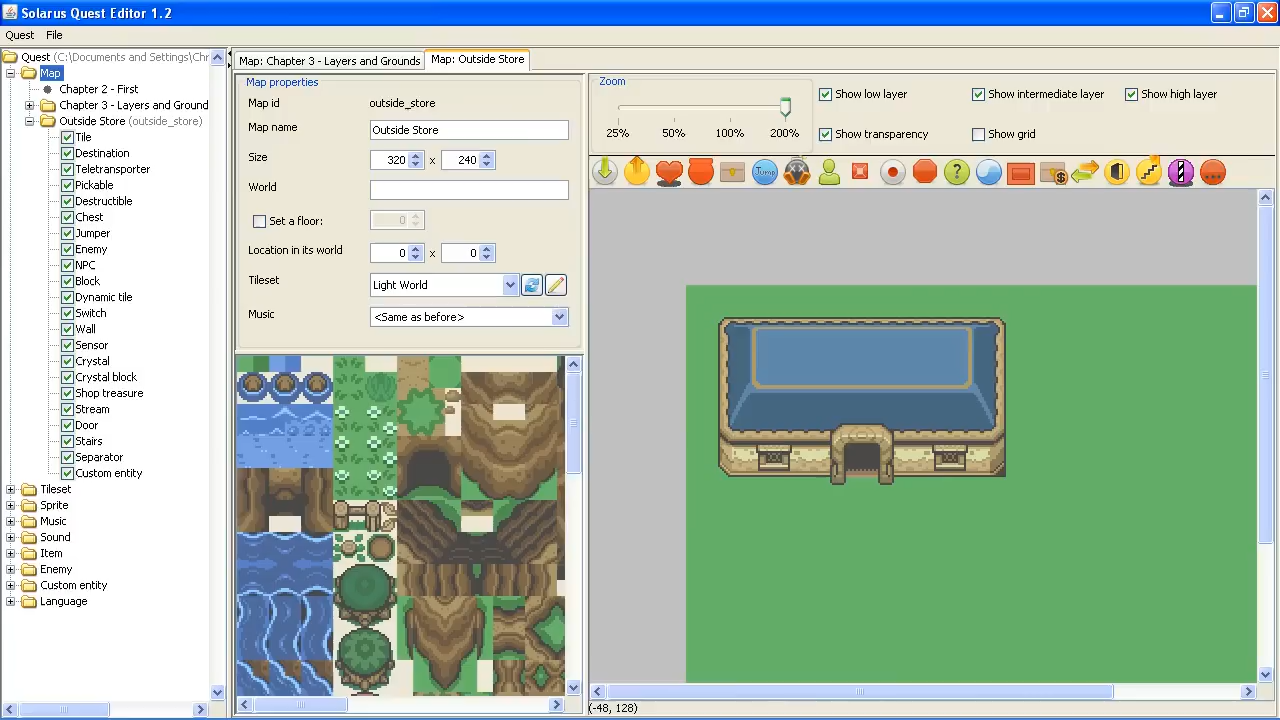 Solarus Quest Editor 1.2
Quest File
Quest (C:\Documents and Settings\Chr
Map
Chapter 2 - First
Chapter 3 - Layers and Ground
Outside Store (outside_store)
Tile
Destination
Teletransporter
Pickable
Destructible
Chest
Jumper
Enemy
NPC
Block
Dynamic tile
Switch
Wall
Sensor
Crystal
Crystal block
Shop treasure
Stream
Door
Stairs
Separator
Custom entity
Tileset
Sprite
Music
Sound
Item
Enemy
Custom entity
Language
Map: Chapter 3 - Layers and Grounds
Map: Outside Store
Map properties
Map id outside_store
Map name Outside Store
Size 320 x 240
World
Set a floor: 0
Location in its world 0 x 0
Tileset Light World
Music <Same as before>
Zoom
25% 50% 100% 200%
Show low layer Show intermediate layer Show high layer
Show transparency Show grid
Jump
?
$
(-48, 128)